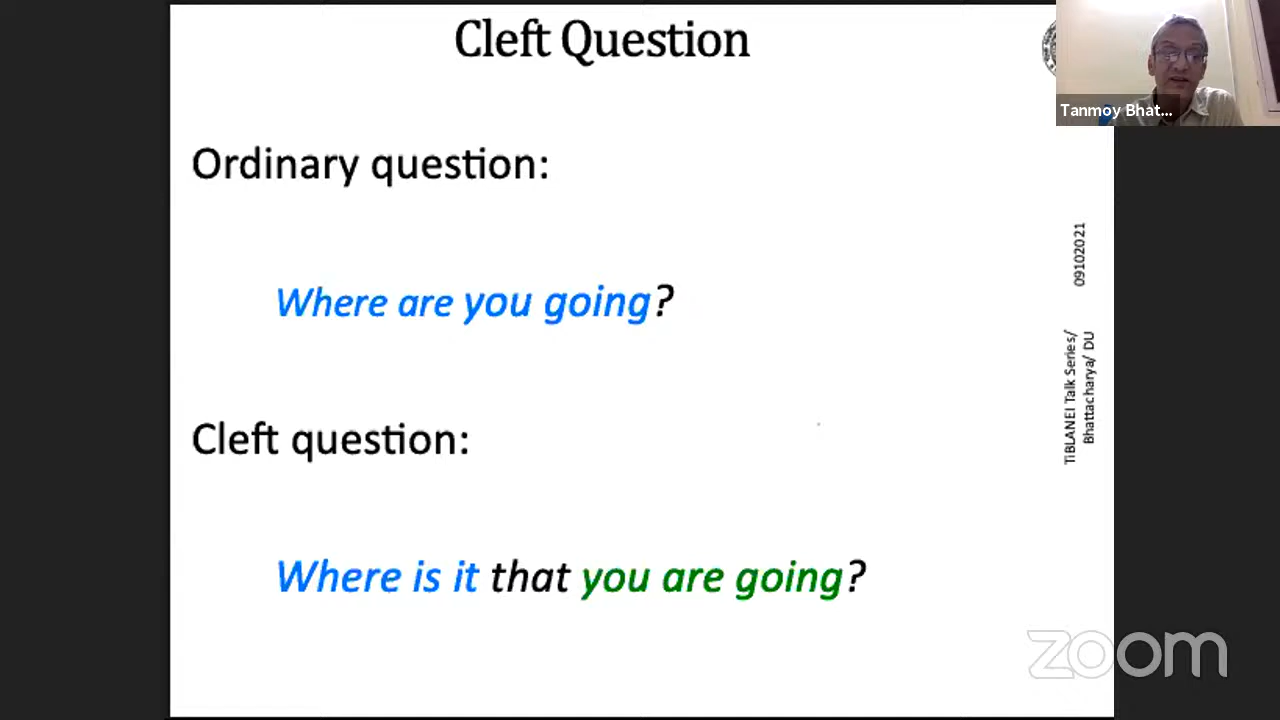 Cleft Question
Tanmoy Bhat...
Ordinary question:
Where are you going?
Cleft question:
Where is it that you are going?
TiBLANEI Talk Series/
Bhattacharya/ DU
09102021
zoom